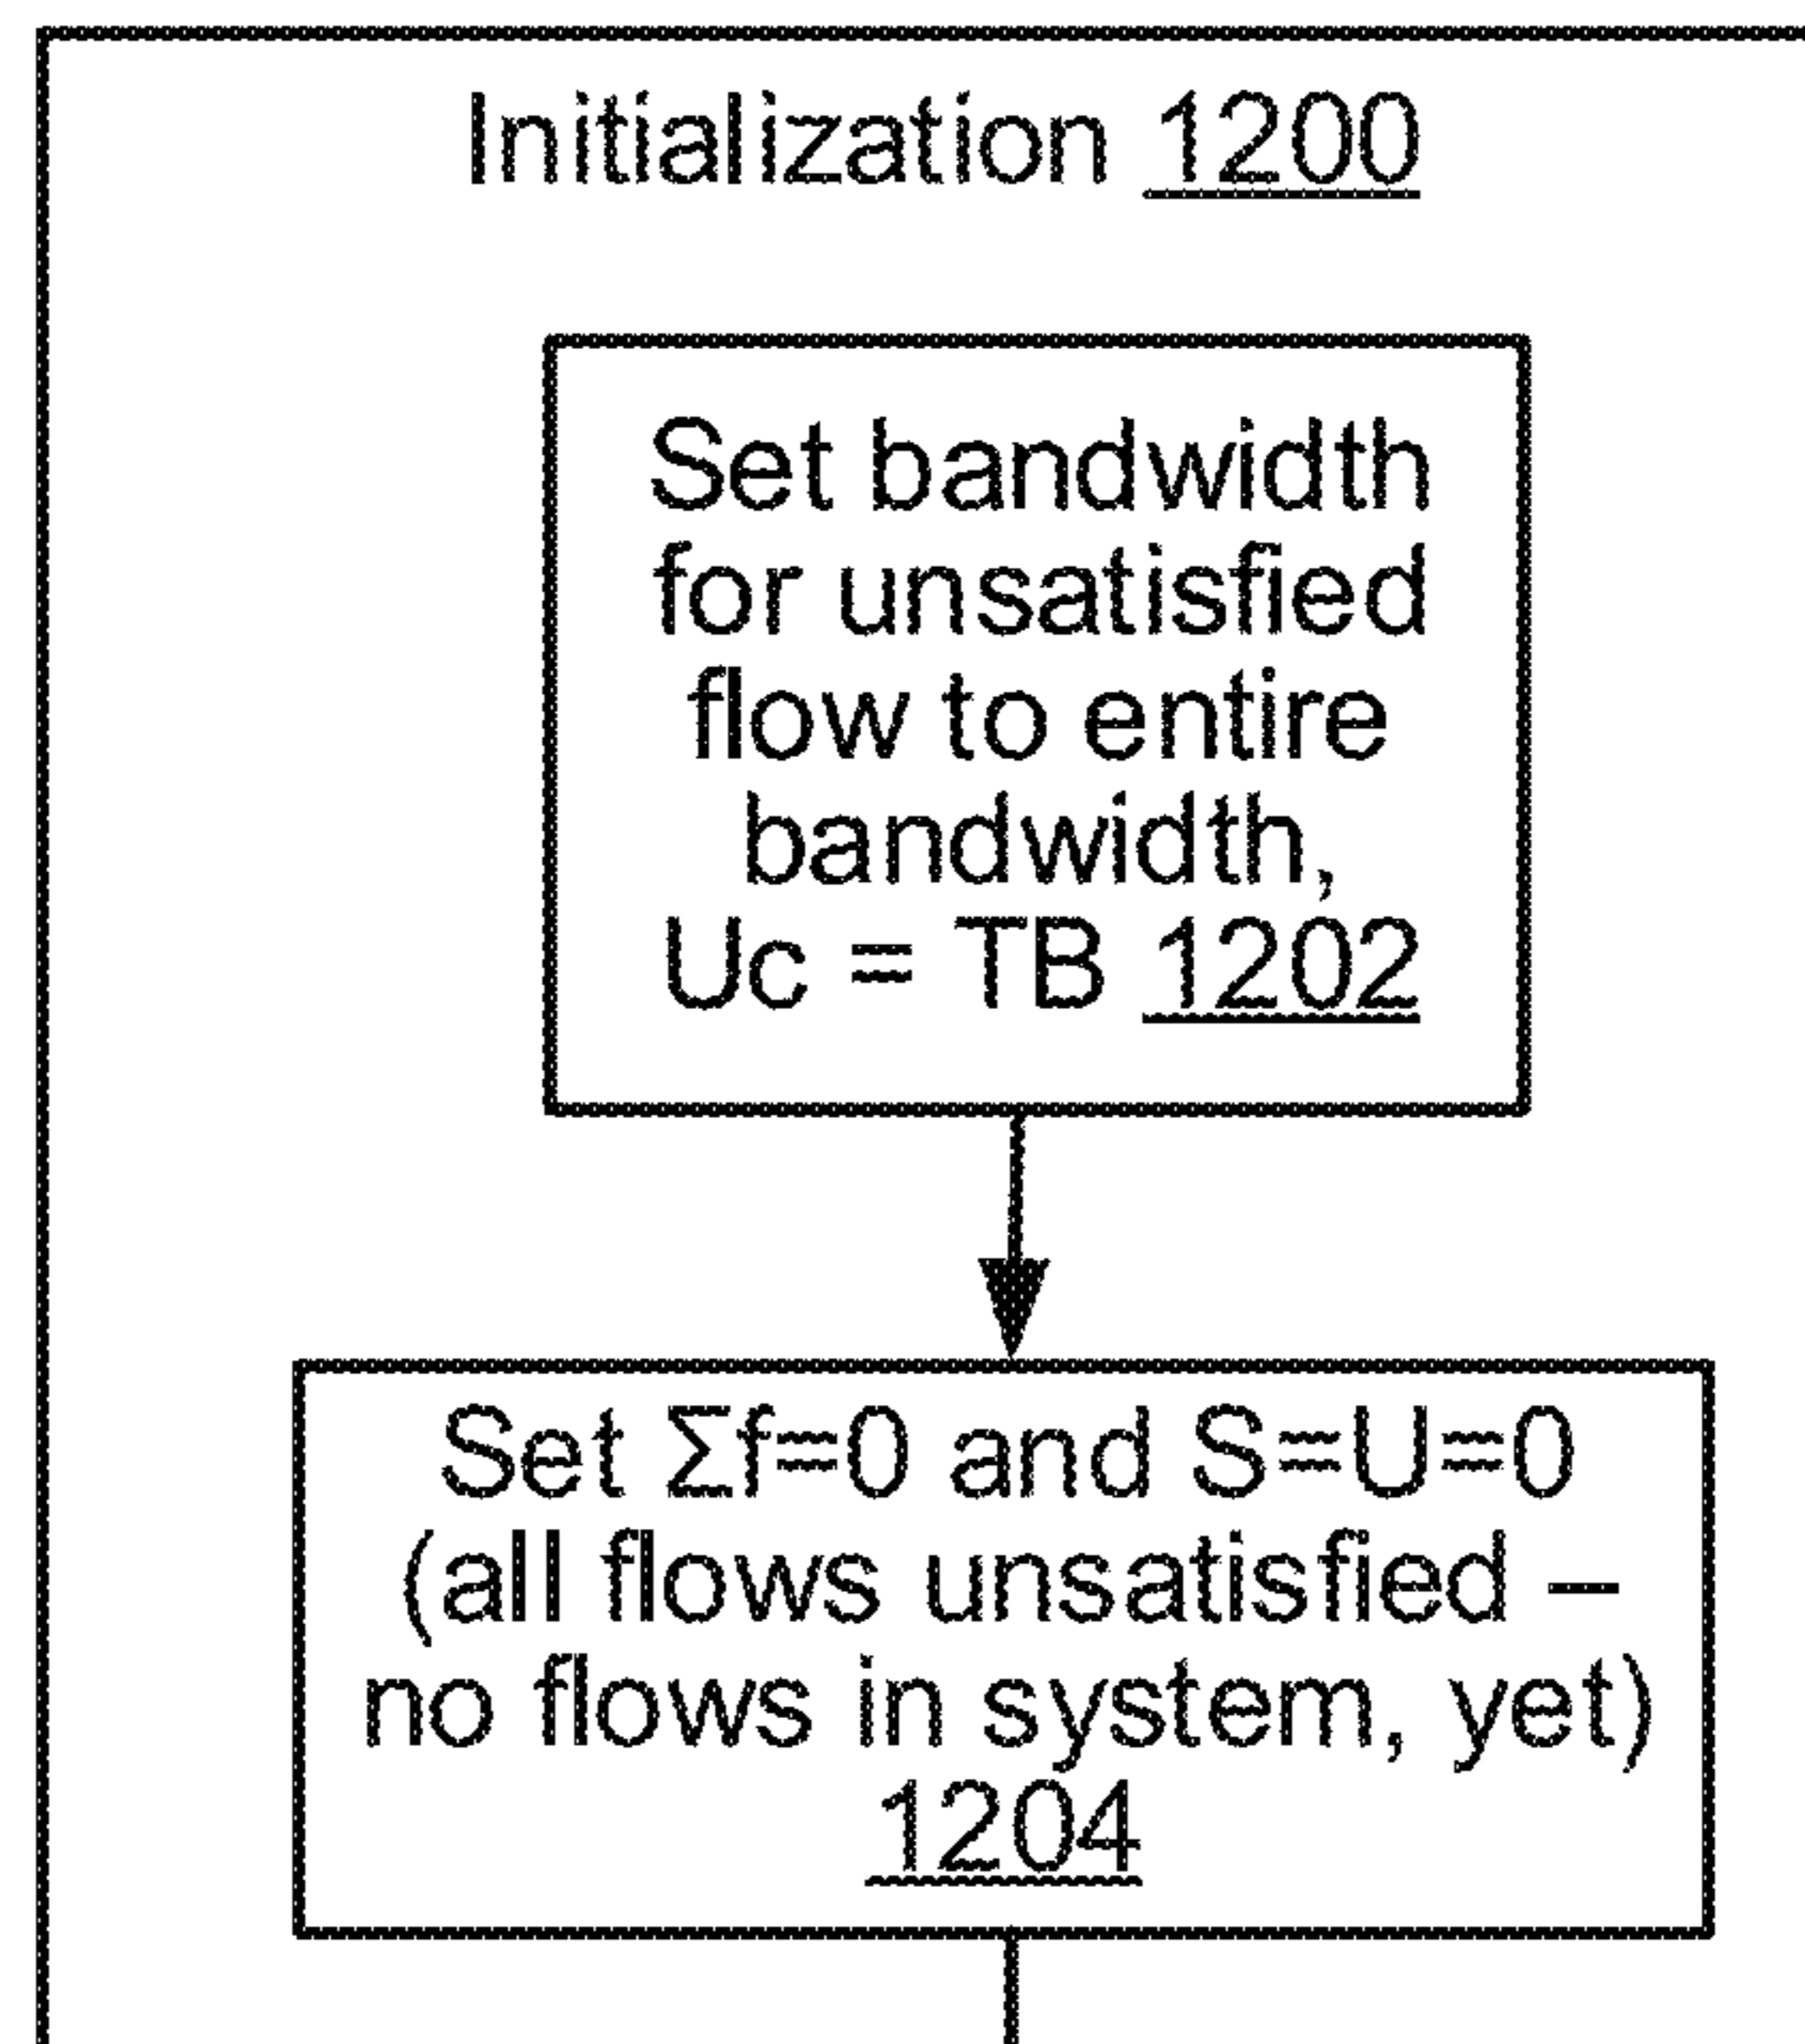 Initialization 1200
Set bandwidth
for unsatisfied
flow to entire
bandwidth,
Uc = TB 1202
Set Σf=0 and S=U=0
(all flows unsatisfied –
no flows in system, yet)
1204